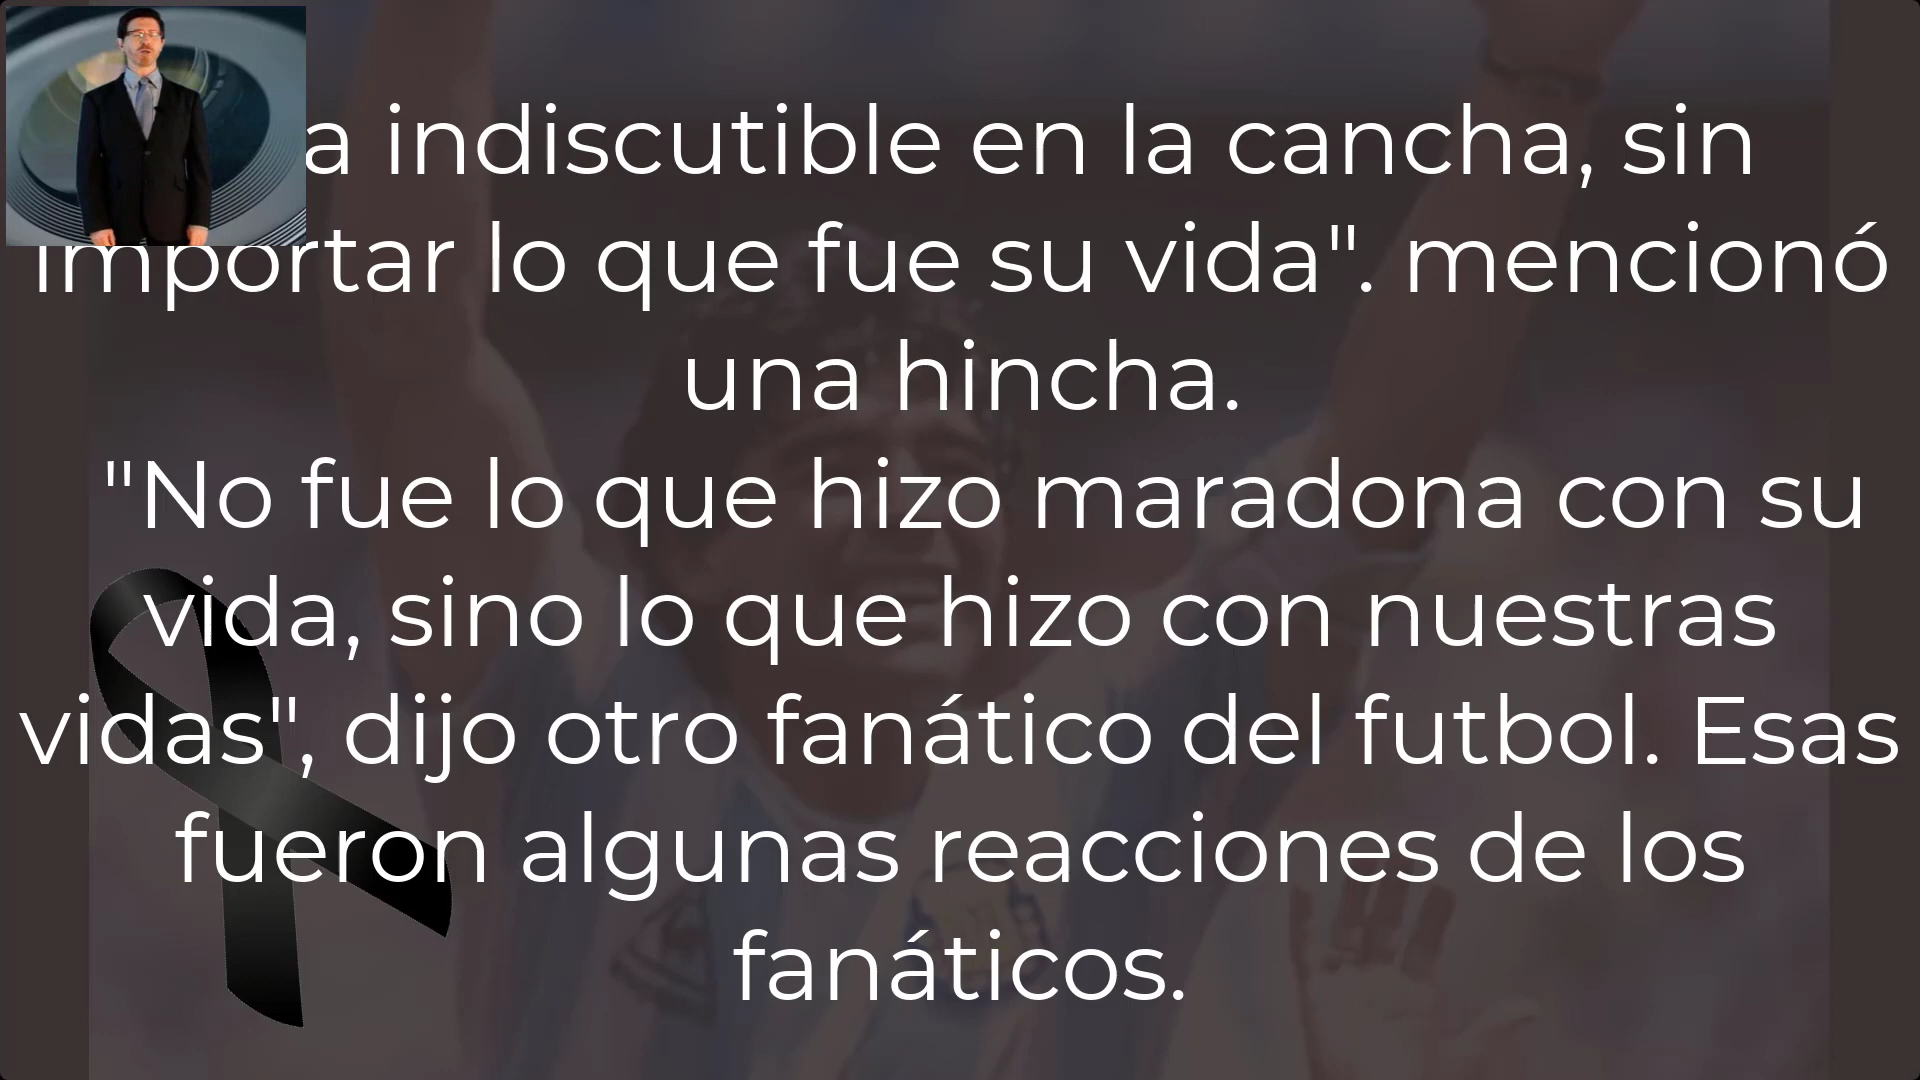 a indiscutible en la cancha, sin
importar lo que fue su vida". mencionó
una hincha.
"No fue lo que hizo maradona con su
vida, sino lo que hizo con nuestras
vidas", dijo otro fanático del futbol. Esas
fueron algunas reacciones de los
fanáticos.